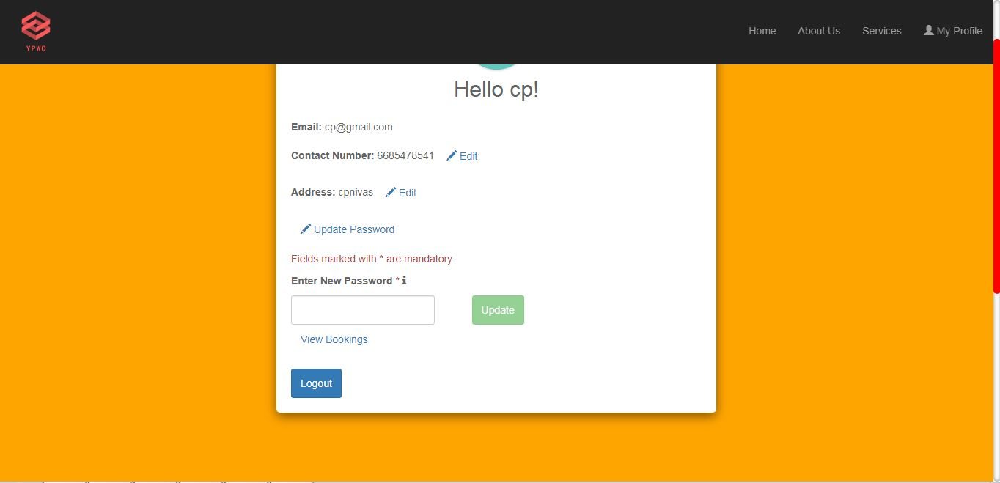 YPWO
Home About Us Services My Profile
Hello cp!
Email: cp@gmail.com
Contact Number: 6685478541 Edit
Address: cpnivas Edit
Update Password
Fields marked with * are mandatory.
Enter New Password * i
Update
View Bookings
Logout